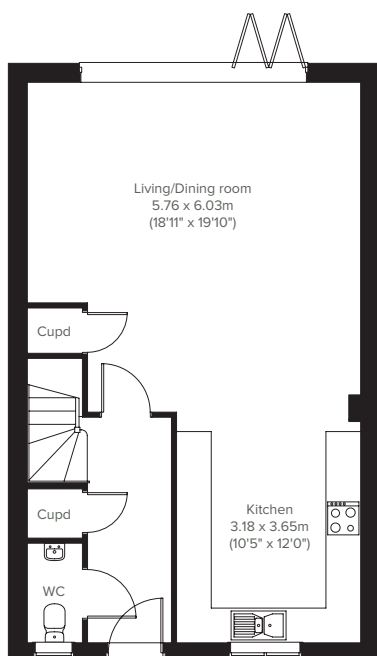 Living/Dining room
5.76 x 6.03m
(18'11" x 19'10")
Cupd
Cupd
Kitchen
3.18 x 3.65m
(10'5" x 12'0")
WC